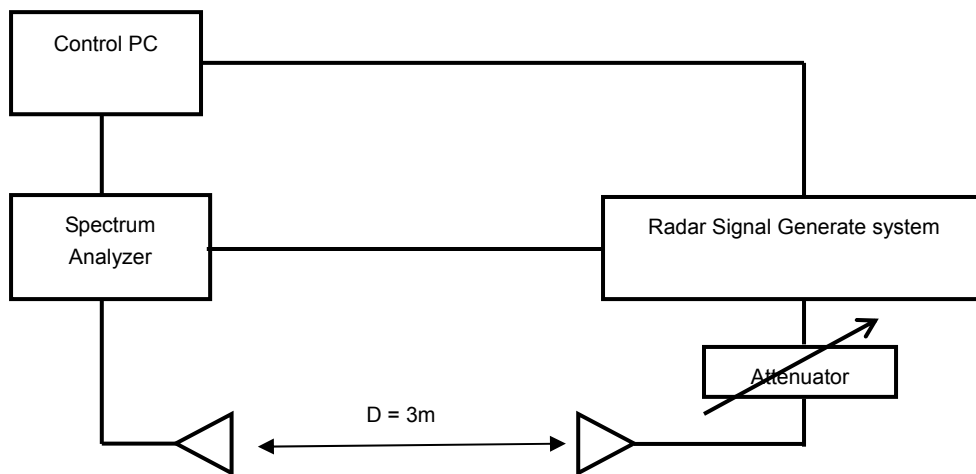 Control PC
Spectrum
Analyzer
Radar Signal Generate system
Attenuator
D = 3m